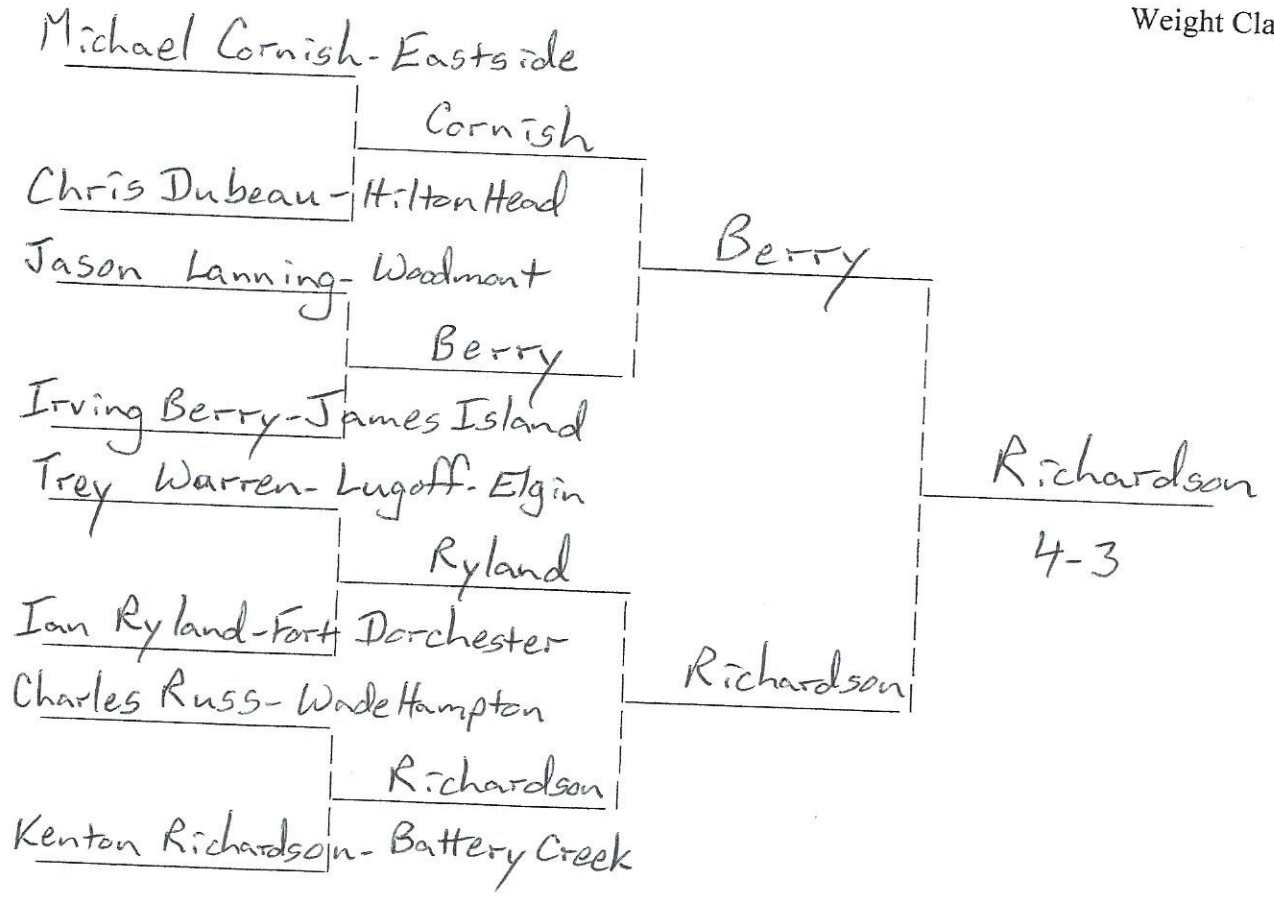 Weight Cla
Michael Cornish - Eastside
Cornish
Chris Dubeau - Hilton Head
Berry
Jason Lanning - Woodmont
Berry
Irving Berry - James Island
Richardson
Trey Warren - Lugoff-Elgin
4-3
Ryland
Ian Ryland - Fort Dorchester
Richardson
Charles Russ - Wade Hampton
Richardson
Kenton Richardson - Battery Creek